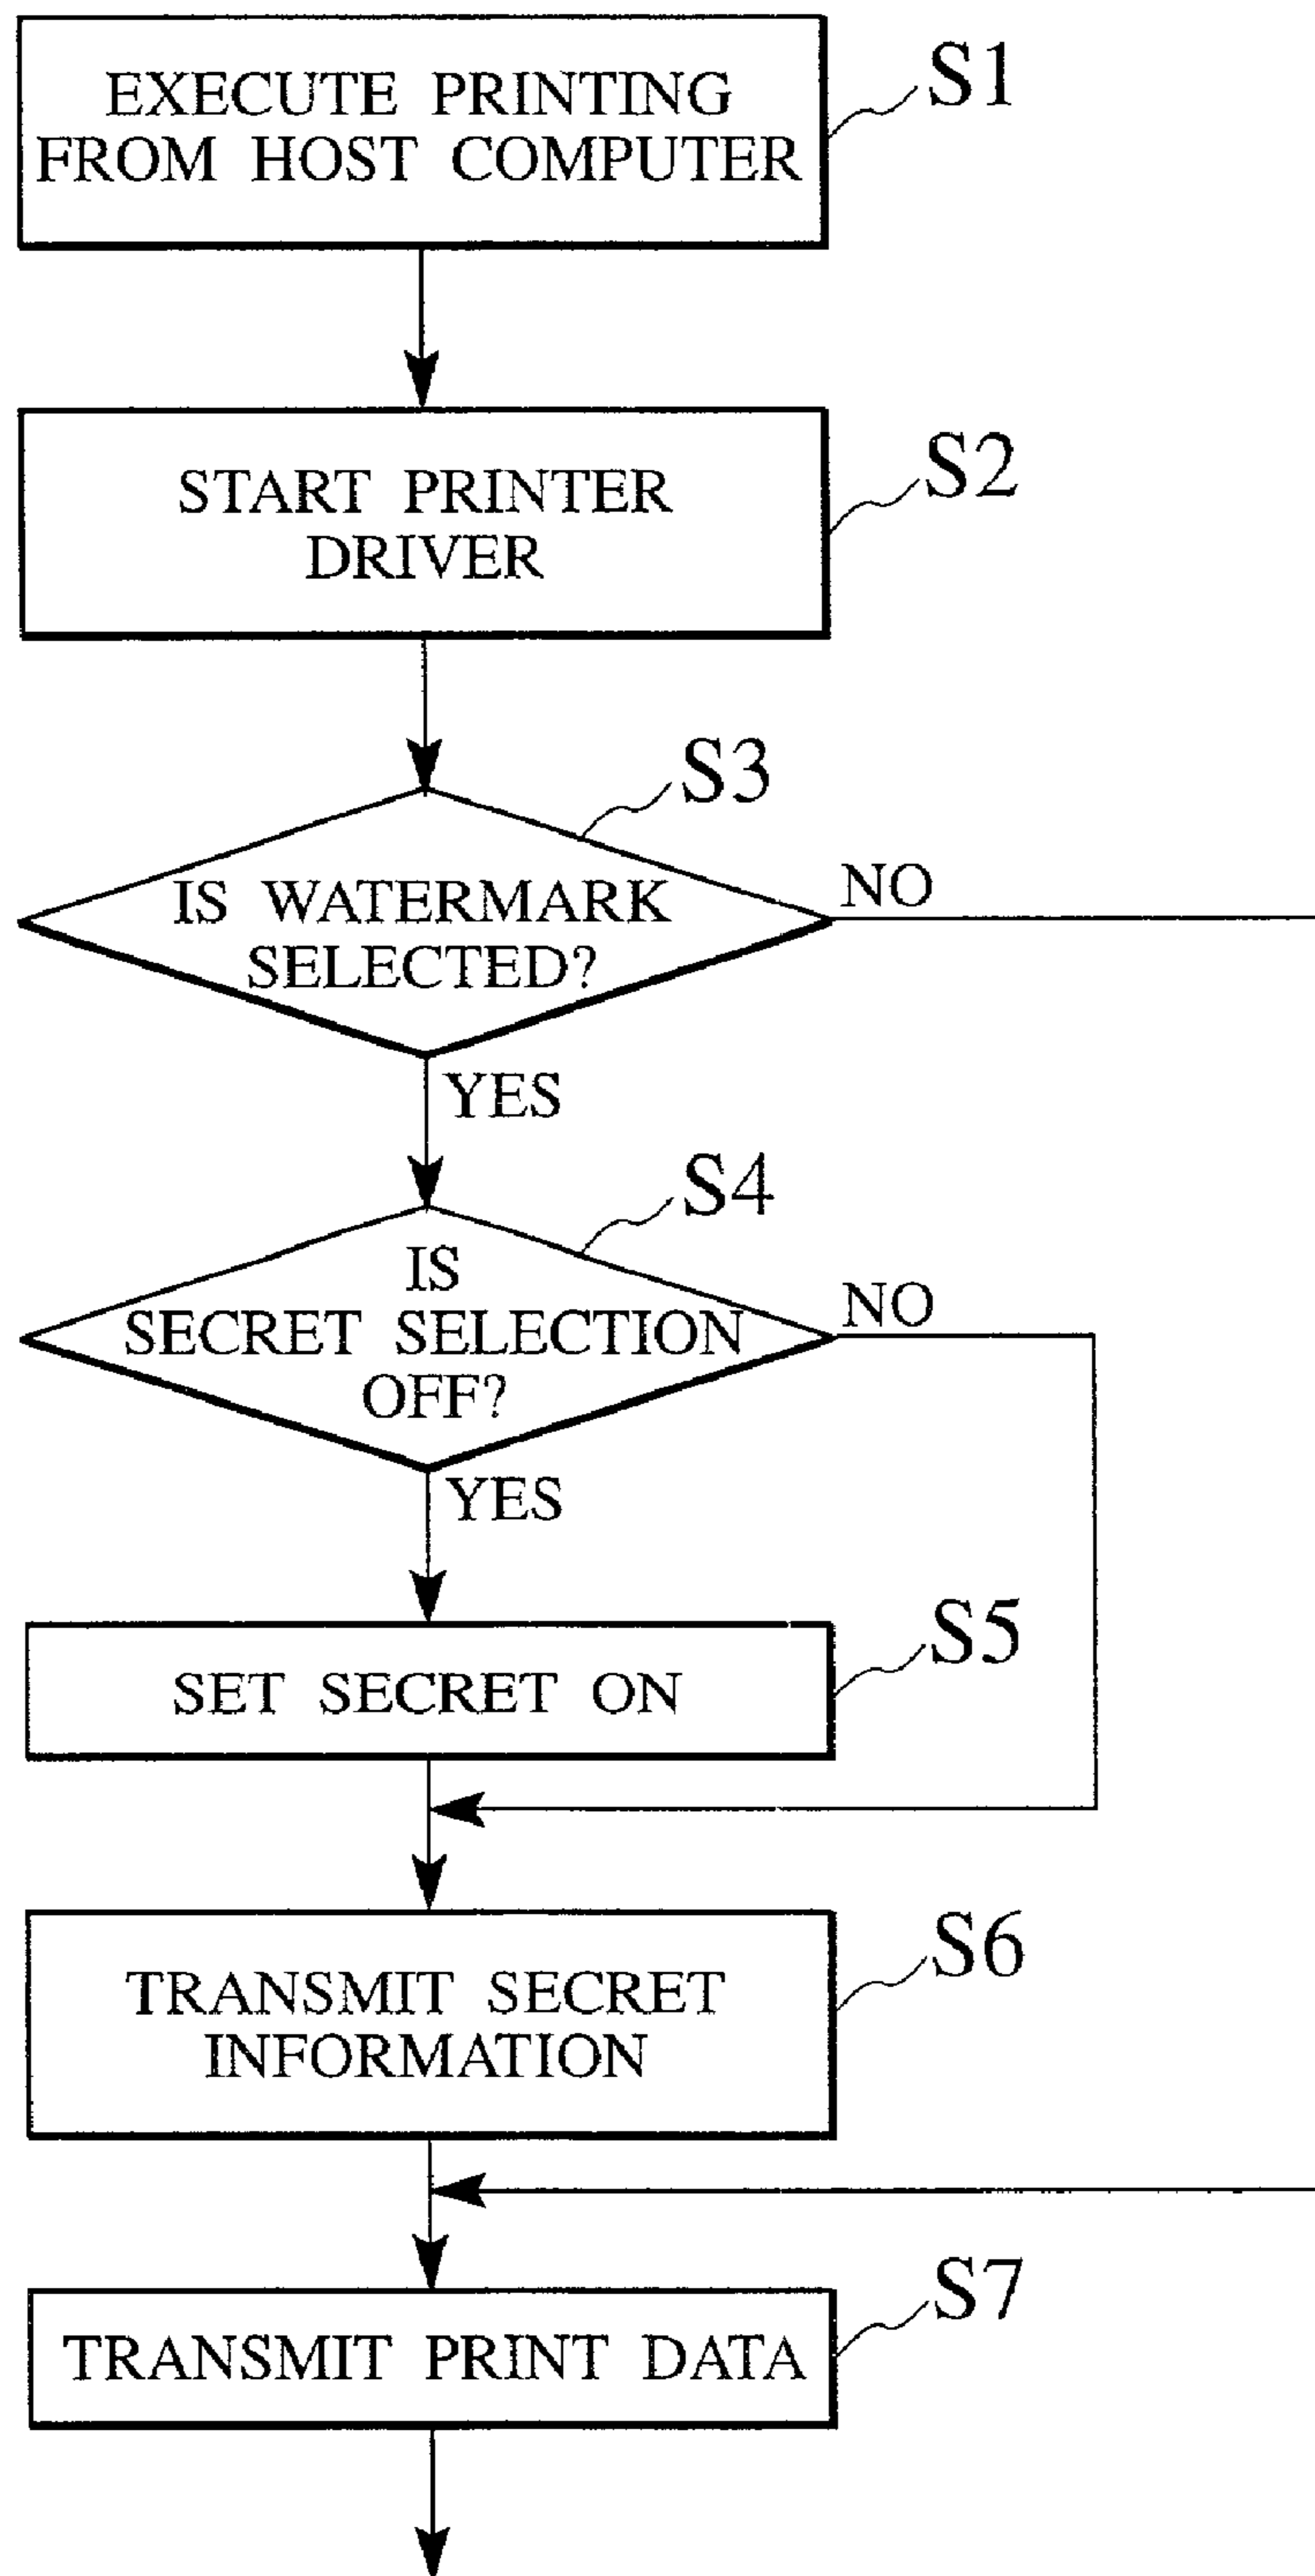 EXECUTE PRINTING
FROM HOST COMPUTER
S1
START PRINTER
DRIVER
S2
S3
IS WATERMARK
SELECTED?
NO
YES
S4
IS
SECRET SELECTION
OFF?
NO
YES
S5
SET SECRET ON
S6
TRANSMIT SECRET
INFORMATION
S7
TRANSMIT PRINT DATA